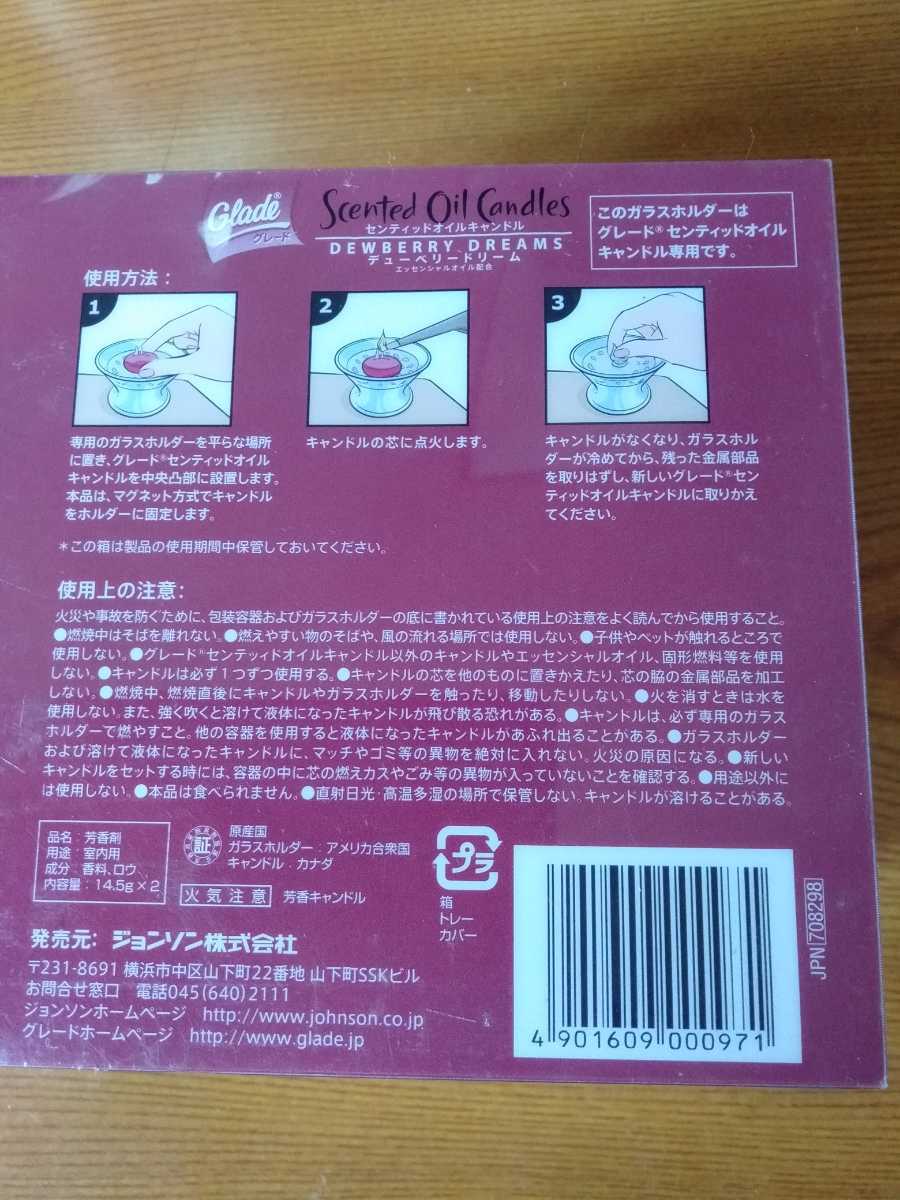 Glade®
グレード
Scented Oil Candles
センティッドオイルキャンドル
DEWBERRY DREAMS
デューベリードリーム
エッセンシャルオイル配合
このガラスホルダーは
グレード®センティッドオイル
キャンドル専用です。
使用方法：
1
専用のガラスホルダーを平らな場所
に置き、グレード®センティッドオイル
キャンドルを中央凸部に設置します。
本品は、マグネット方式でキャンドル
をホルダーに固定します。
2
キャンドルの芯に点火します。
3
キャンドルがなくなり、ガラスホル
ダーが冷めてから、残った金属部品
を取りはずし、新しいグレード®セン
ティッドオイルキャンドルに取りかえ
てください。
＊この箱は製品の使用期間中保管しておいてください。
使用上の注意：
火災や事故を防ぐために、包装容器およびガラスホルダーの底に書かれている使用上の注意をよく読んでから使用すること。
●燃焼中はそばを離れない。●燃えやすい物のそばや、風の流れる場所では使用しない。●子供やペットが触れるところで
使用しない。●グレード®センテッドオイルキャンドル以外のキャンドルやエッセンシャルオイル、固形燃料等を使用
しない。●キャンドルは必ず1つずつ使用する。●キャンドルの芯を他のものに置きかえたり、芯の脇の金属部品を加工
しない。●燃焼中、燃焼直後にキャンドルやガラスホルダーを触ったり、移動したりしない。●火を消すときは水を
使用しない。また、強く吹くと溶けて液体になったキャンドルが飛び散る恐れがある。●キャンドルは、必ず専用のガラス
ホルダーで燃やすこと。他の容器を使用すると液体になったキャンドルがあふれ出ることがある。●ガラスホルダー
および溶けて液体になったキャンドルに、マッチやゴミ等の異物を絶対に入れない。火災の原因になる。●新しい
キャンドルをセットする時には、容器の中に芯の燃えカスやごみ等の異物が入っていないことを確認する。●用途以外に
は使用しない。●本品は食べられません。●直射日光・高温多湿の場所で保管しない。キャンドルが溶けることがある。
品名：芳香剤
用途：室内用
成分：香料、ロウ
内容量：14.5g×2
証
原産国
ガラスホルダー：アメリカ合衆国
キャンドル：カナダ
火気注意 芳香キャンドル
プラ
箱
トレー
カバー
発売元：ジョンソン株式会社
〒231-8691 横浜市中区山下町22番地 山下町SSKビル
お問合せ窓口 電話045(640)2111
ジョンソンホームページ http://www.johnson.co.jp
グレードホームページ http://www.glade.jp
4 901609 000971
JPN 708298